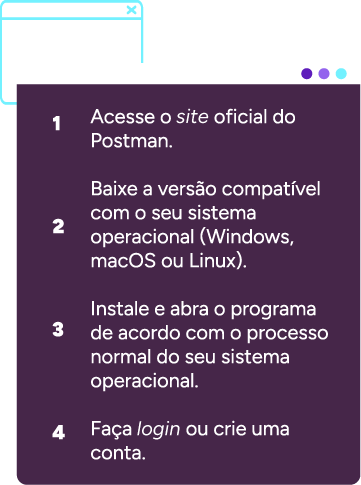 1 Acesse o site oficial do
Postman.
2 Baixe a versão compatível
com o seu sistema
operacional (Windows,
macOS ou Linux).
3 Instale e abra o programa
de acordo com o processo
normal do seu sistema
operacional.
4 Faça login ou crie uma
conta.